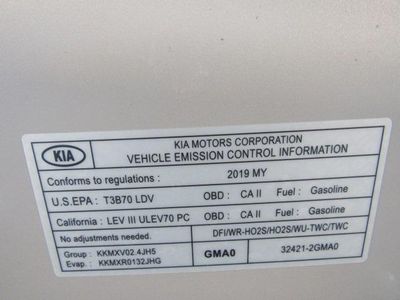 KIA
KIA MOTORS CORPORATION
VEHICLE EMISSION CONTROL INFORMATION
Conforms to regulations : 2019 MY
U.S.EPA : T3B70 LDV OBD : CA II Fuel : Gasoline
California : LEV III ULEV70 PC OBD : CA II Fuel : Gasoline
No adjustments needed. DFI/WR-HO2S/HO2S/WU-TWC/TWC
Group : KKMXV02.4JH5
Evap. : KKMXR0132JHG
GMA0 32421-2GMA0